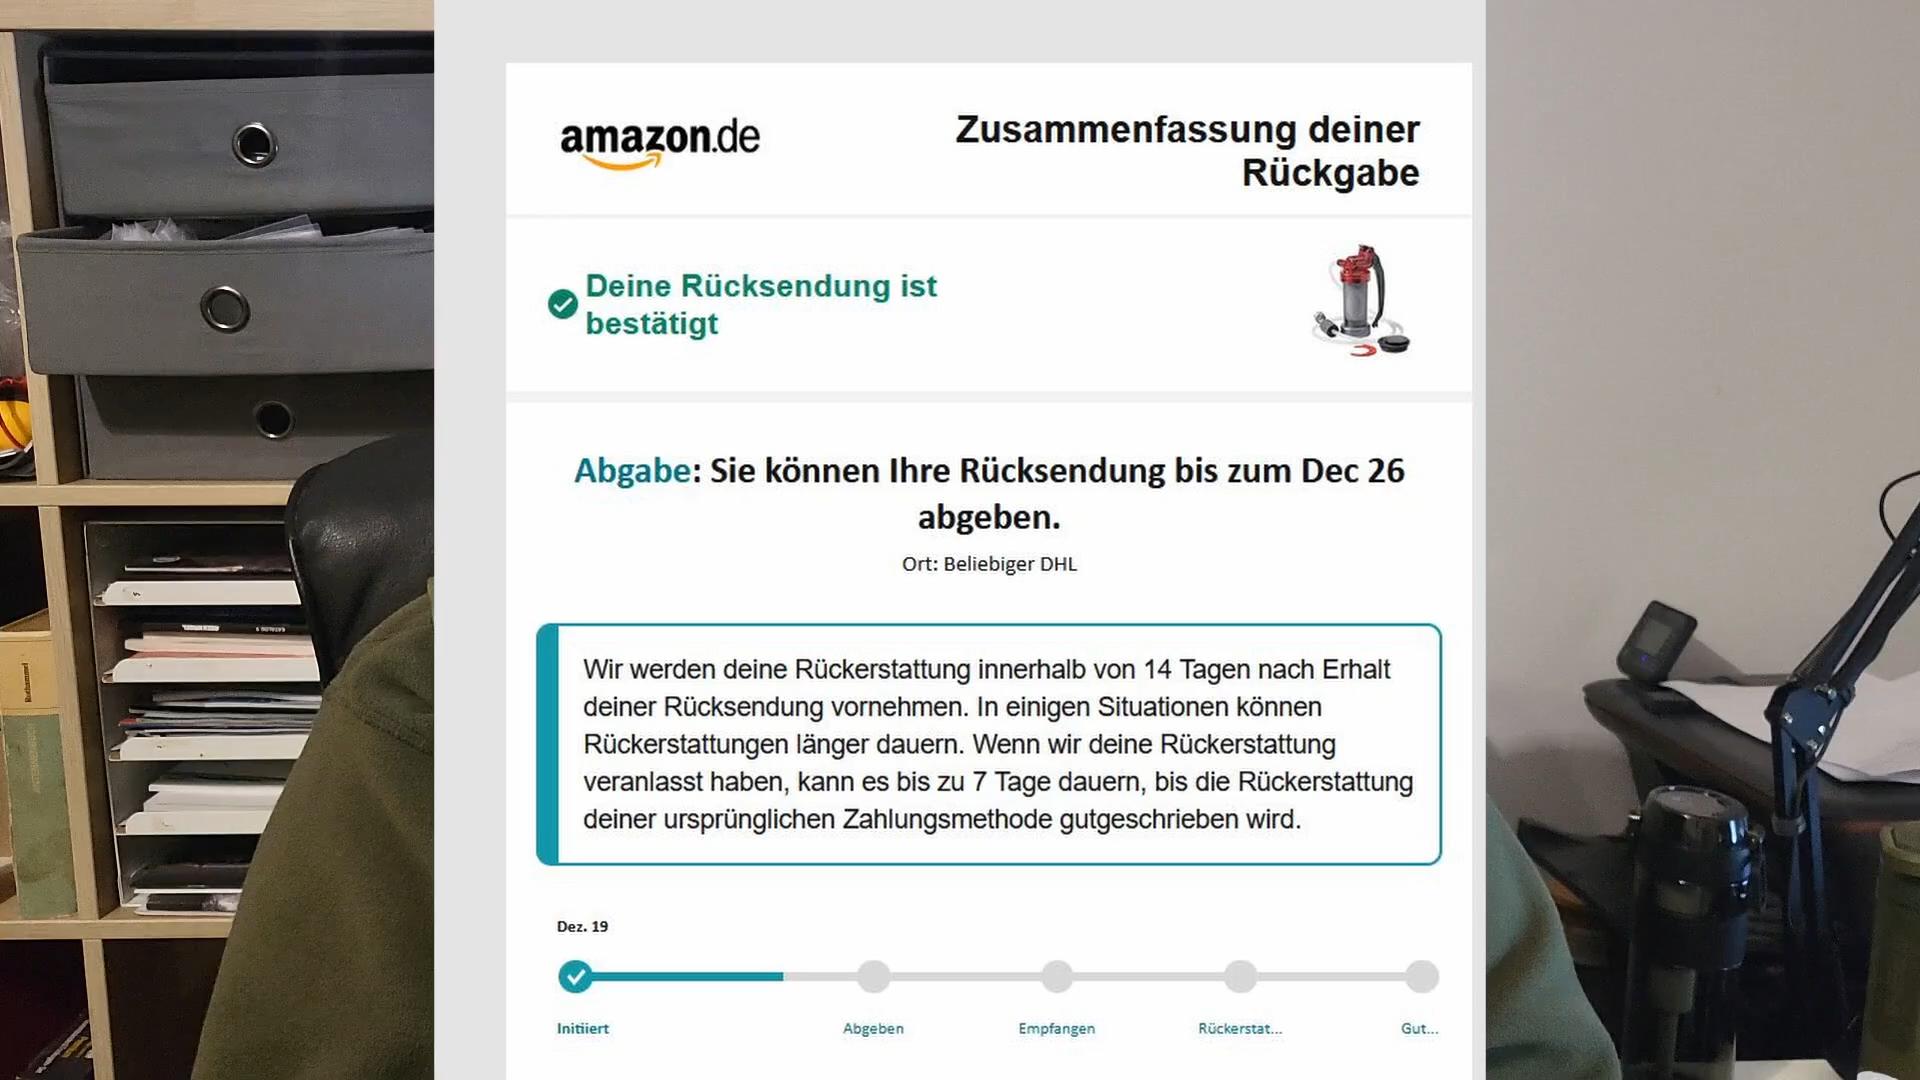 amazon.de
Zusammenfassung deiner
Rückgabe
Deine Rücksendung ist
bestätigt
Abgabe: Sie können Ihre Rücksendung bis zum Dec 26
abgeben.
Ort: Beliebiger DHL
Wir werden deine Rückerstattung innerhalb von 14 Tagen nach Erhalt
deiner Rücksendung vornehmen. In einigen Situationen können
Rückerstattungen länger dauern. Wenn wir deine Rückerstattung
veranlasst haben, kann es bis zu 7 Tage dauern, bis die Rückerstattung
deiner ursprünglichen Zahlungsmethode gutgeschrieben wird.
Dez. 19
Initiiert
Abgeben
Empfangen
Rückerstat...
Gut...
Rothammel